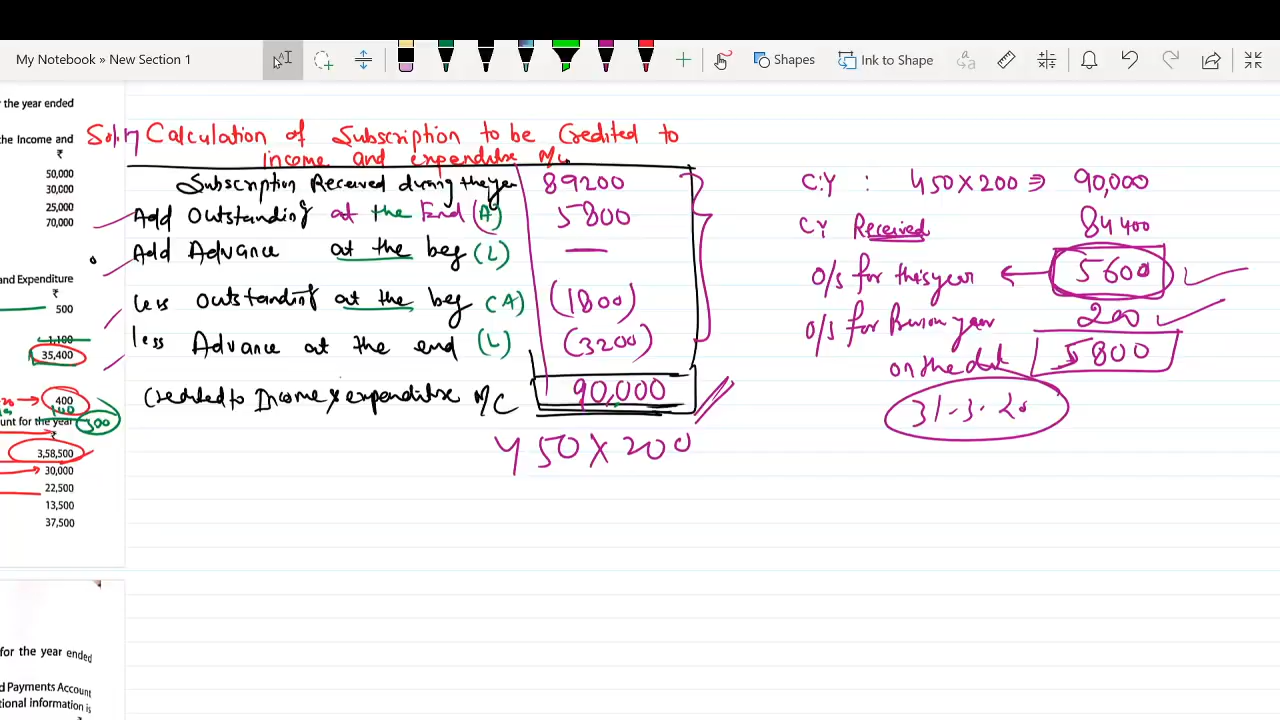 My Notebook » New Section 1
Shapes
Ink to Shape
r the year ended
the Income and
₹
50,000
30,000
25,000
70,000
and Expenditure
₹
500
1,100
35,400
400
100
300
unt for the year
₹
3,58,500
30,000
22,500
13,500
37,500
for the year ended
d Payments Account
tional information is
Soln Calculation of Subscription to be Credited to
income and expenditure A/c
Subscription Received during the year 89200
Add Outstanding at the End (A) 5800
Add Advance at the beg (L) —
less Outstanding at the beg (A) (1800)
less Advance at the end (L) (3200)
Credited to Income & expenditure A/C 90,000
450 X 200
C.Y : 450 X 200 ⇒ 90,000
CY Received 84400
O/S for this year ← 5600
O/S for year 200
on the 5800
31-3-20